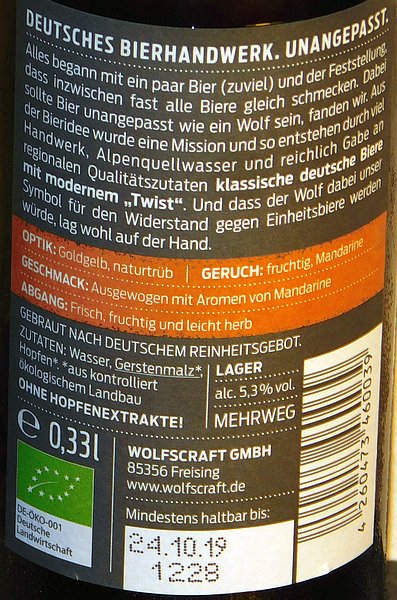 DEUTSCHES BIERHANDWERK. UNANGEPASST.
Alles begann mit ein paar Bier (zuviel) und der Feststellung,
dass inzwischen fast alle Biere gleich schmecken. Dabei
sollte Bier unangepasst wie ein Wolf sein, fanden wir. Aus
der Bieridee wurde eine Mission und so entstehen durch viel
Handwerk, Alpenquellwasser und reichlich Gabe an
regionalen Qualitätszutaten klassische deutsche Biere
mit modernem „Twist“. Und dass der Wolf dabei unser
Symbol für den Widerstand gegen Einheitsbiere werden
würde, lag wohl auf der Hand.
OPTIK: Goldgelb, naturtrüb | GERUCH: fruchtig, Mandarine
GESCHMACK: Ausgewogen mit Aromen von Mandarine
ABGANG: Frisch, fruchtig und leicht herb
GEBRAUT NACH DEUTSCHEM REINHEITSGEBOT.
ZUTATEN: Wasser, Gerstenmalz*,
Hopfen*. *aus kontrolliert
ökologischem Landbau
OHNE HOPFENEXTRAKTE!
LAGER
alc. 5,3 % vol.
MEHRWEG
e 0,33l
WOLFSCRAFT GMBH
85356 Freising
www.wolfscraft.de
DE-ÖKO-001
Deutsche
Landwirtschaft
Mindestens haltbar bis:
24.10.19
1228
4 260473 460039